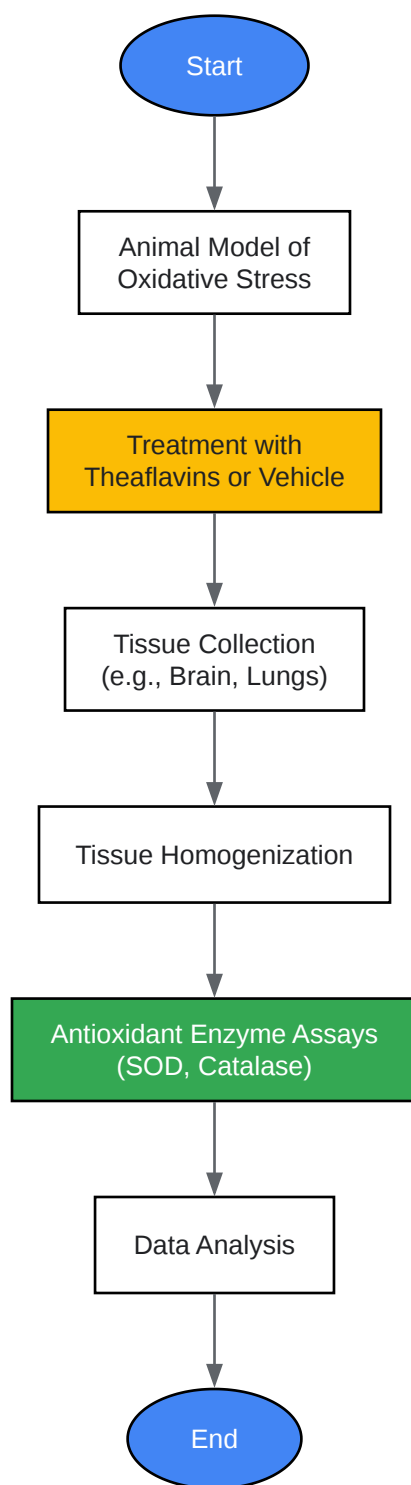 Start
Animal Model of
Oxidative Stress
Treatment with
Theaflavins or Vehicle
Tissue Collection
(e.g., Brain, Lungs)
Tissue Homogenization
Antioxidant Enzyme Assays
(SOD, Catalase)
Data Analysis
End